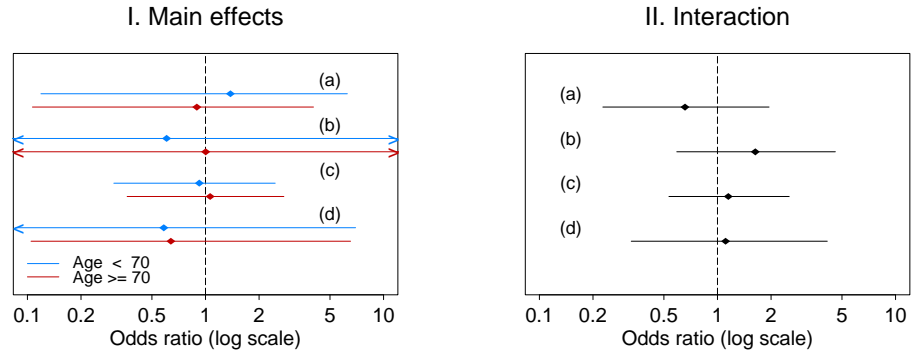 I. Main effects
(a)
(b)
(c)
(d)
Age < 70
Age >= 70
0.1 0.2 0.5 1 2 5 10
Odds ratio (log scale)
II. Interaction
(a)
(b)
(c)
(d)
0.1 0.2 0.5 1 2 5 10
Odds ratio (log scale)